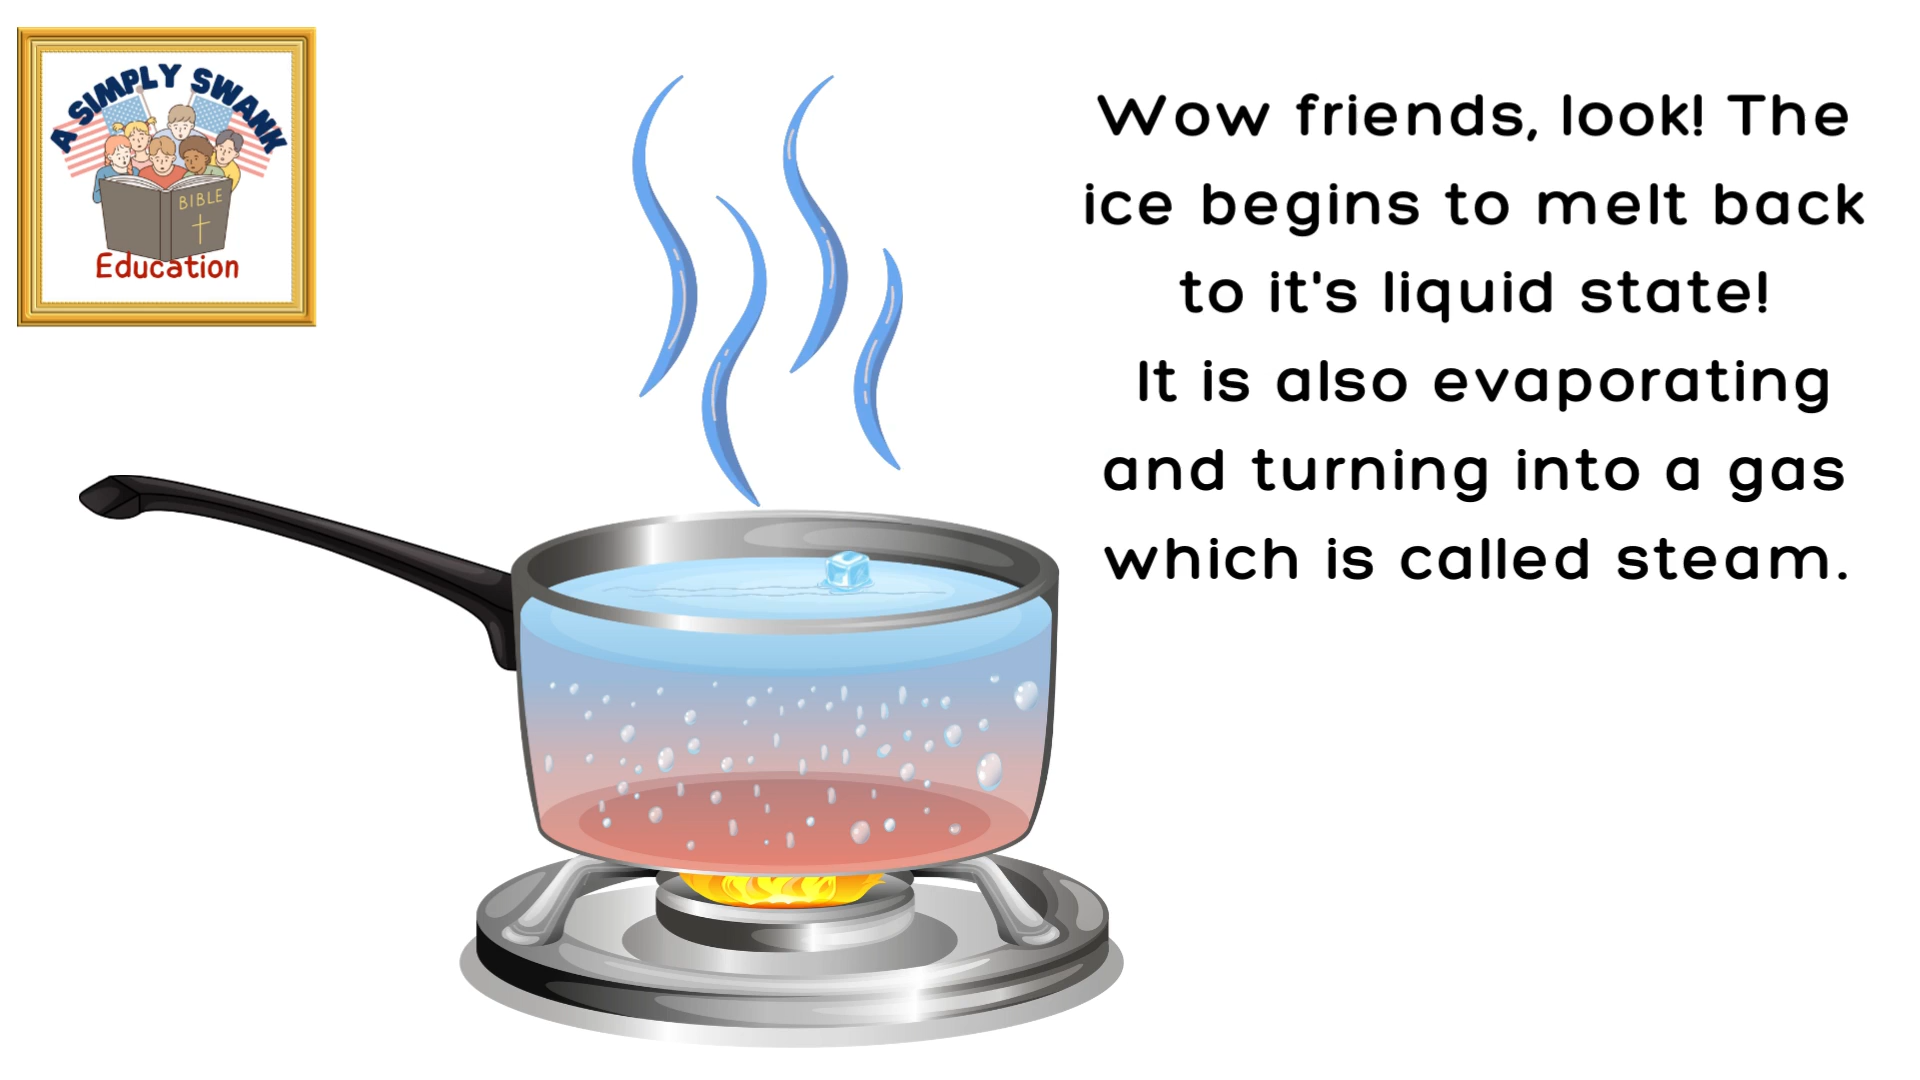 A SIMPLY SWANK
BIBLE
Education
Wow friends, look! The
ice begins to melt back
to it's liquid state!
It is also evaporating
and turning into a gas
which is called steam.